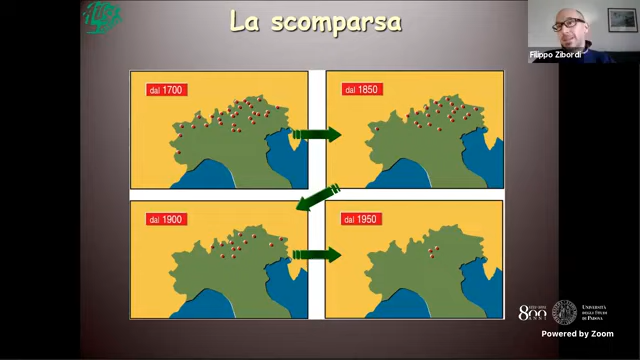 La scomparsa
Filippo Zibordi
dal 1700
dal 1850
dal 1900
dal 1950
800
ANNI
UNIVERSITÀ
DEGLI STUDI
DI PADOVA
Powered by Zoom